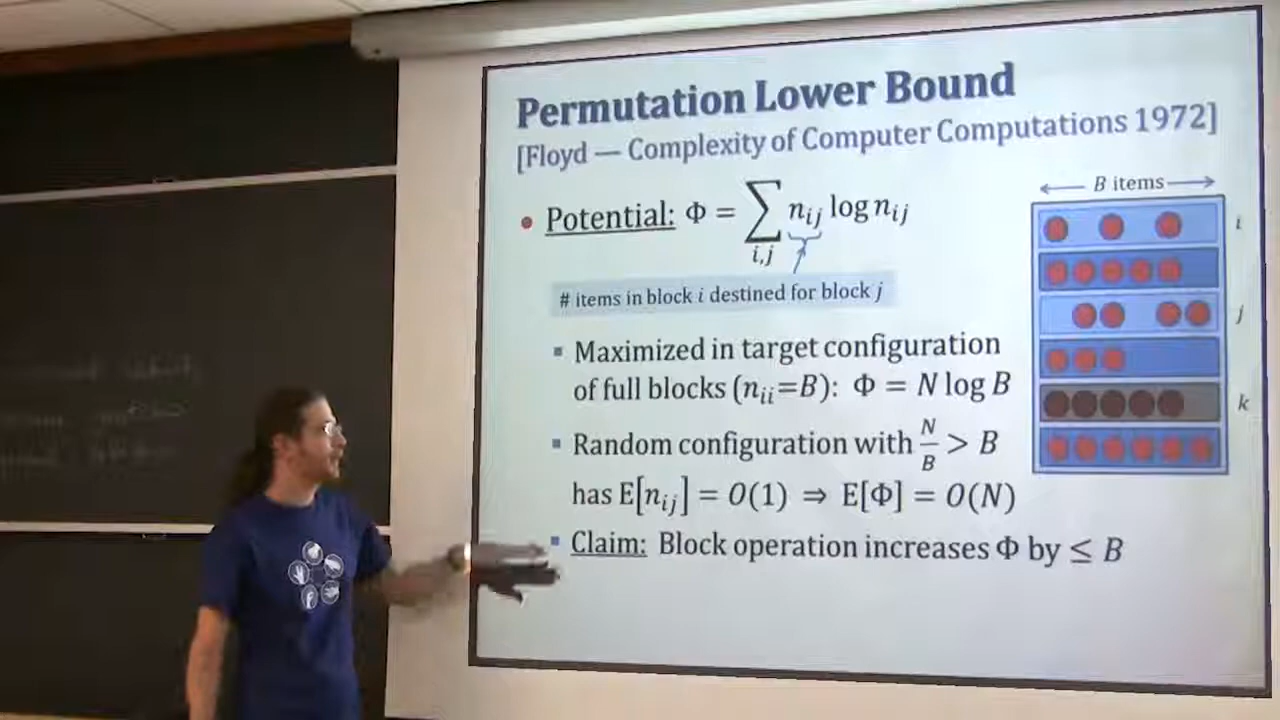 Permutation Lower Bound
[Floyd — Complexity of Computer Computations 1972]
← B items →
• Potential: Φ = ∑ i,j n_ij log n_ij
# items in block i destined for block j
▪ Maximized in target configuration
of full blocks (n_ii=B): Φ = N log B
▪ Random configuration with N/B > B
has E[n_ij] = O(1) ⇒ E[Φ] = O(N)
▪ Claim: Block operation increases Φ by ≤ B
i
j
k